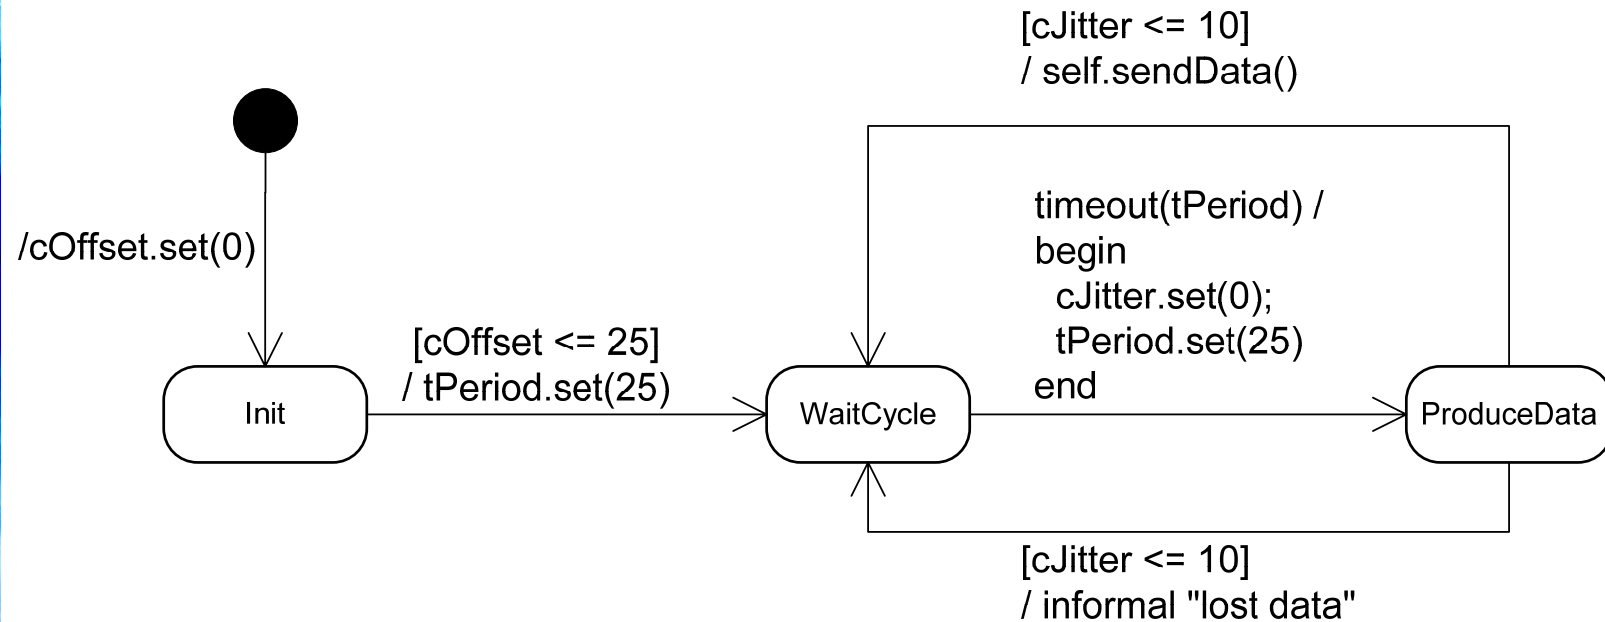 [cJitter <= 10]
/ self.sendData()
timeout(tPeriod) /
begin
cJitter.set(0);
tPeriod.set(25)
end
/cOffset.set(0)
[cOffset <= 25]
/ tPeriod.set(25)
Init
WaitCycle
ProduceData
[cJitter <= 10]
/ informal "lost data"